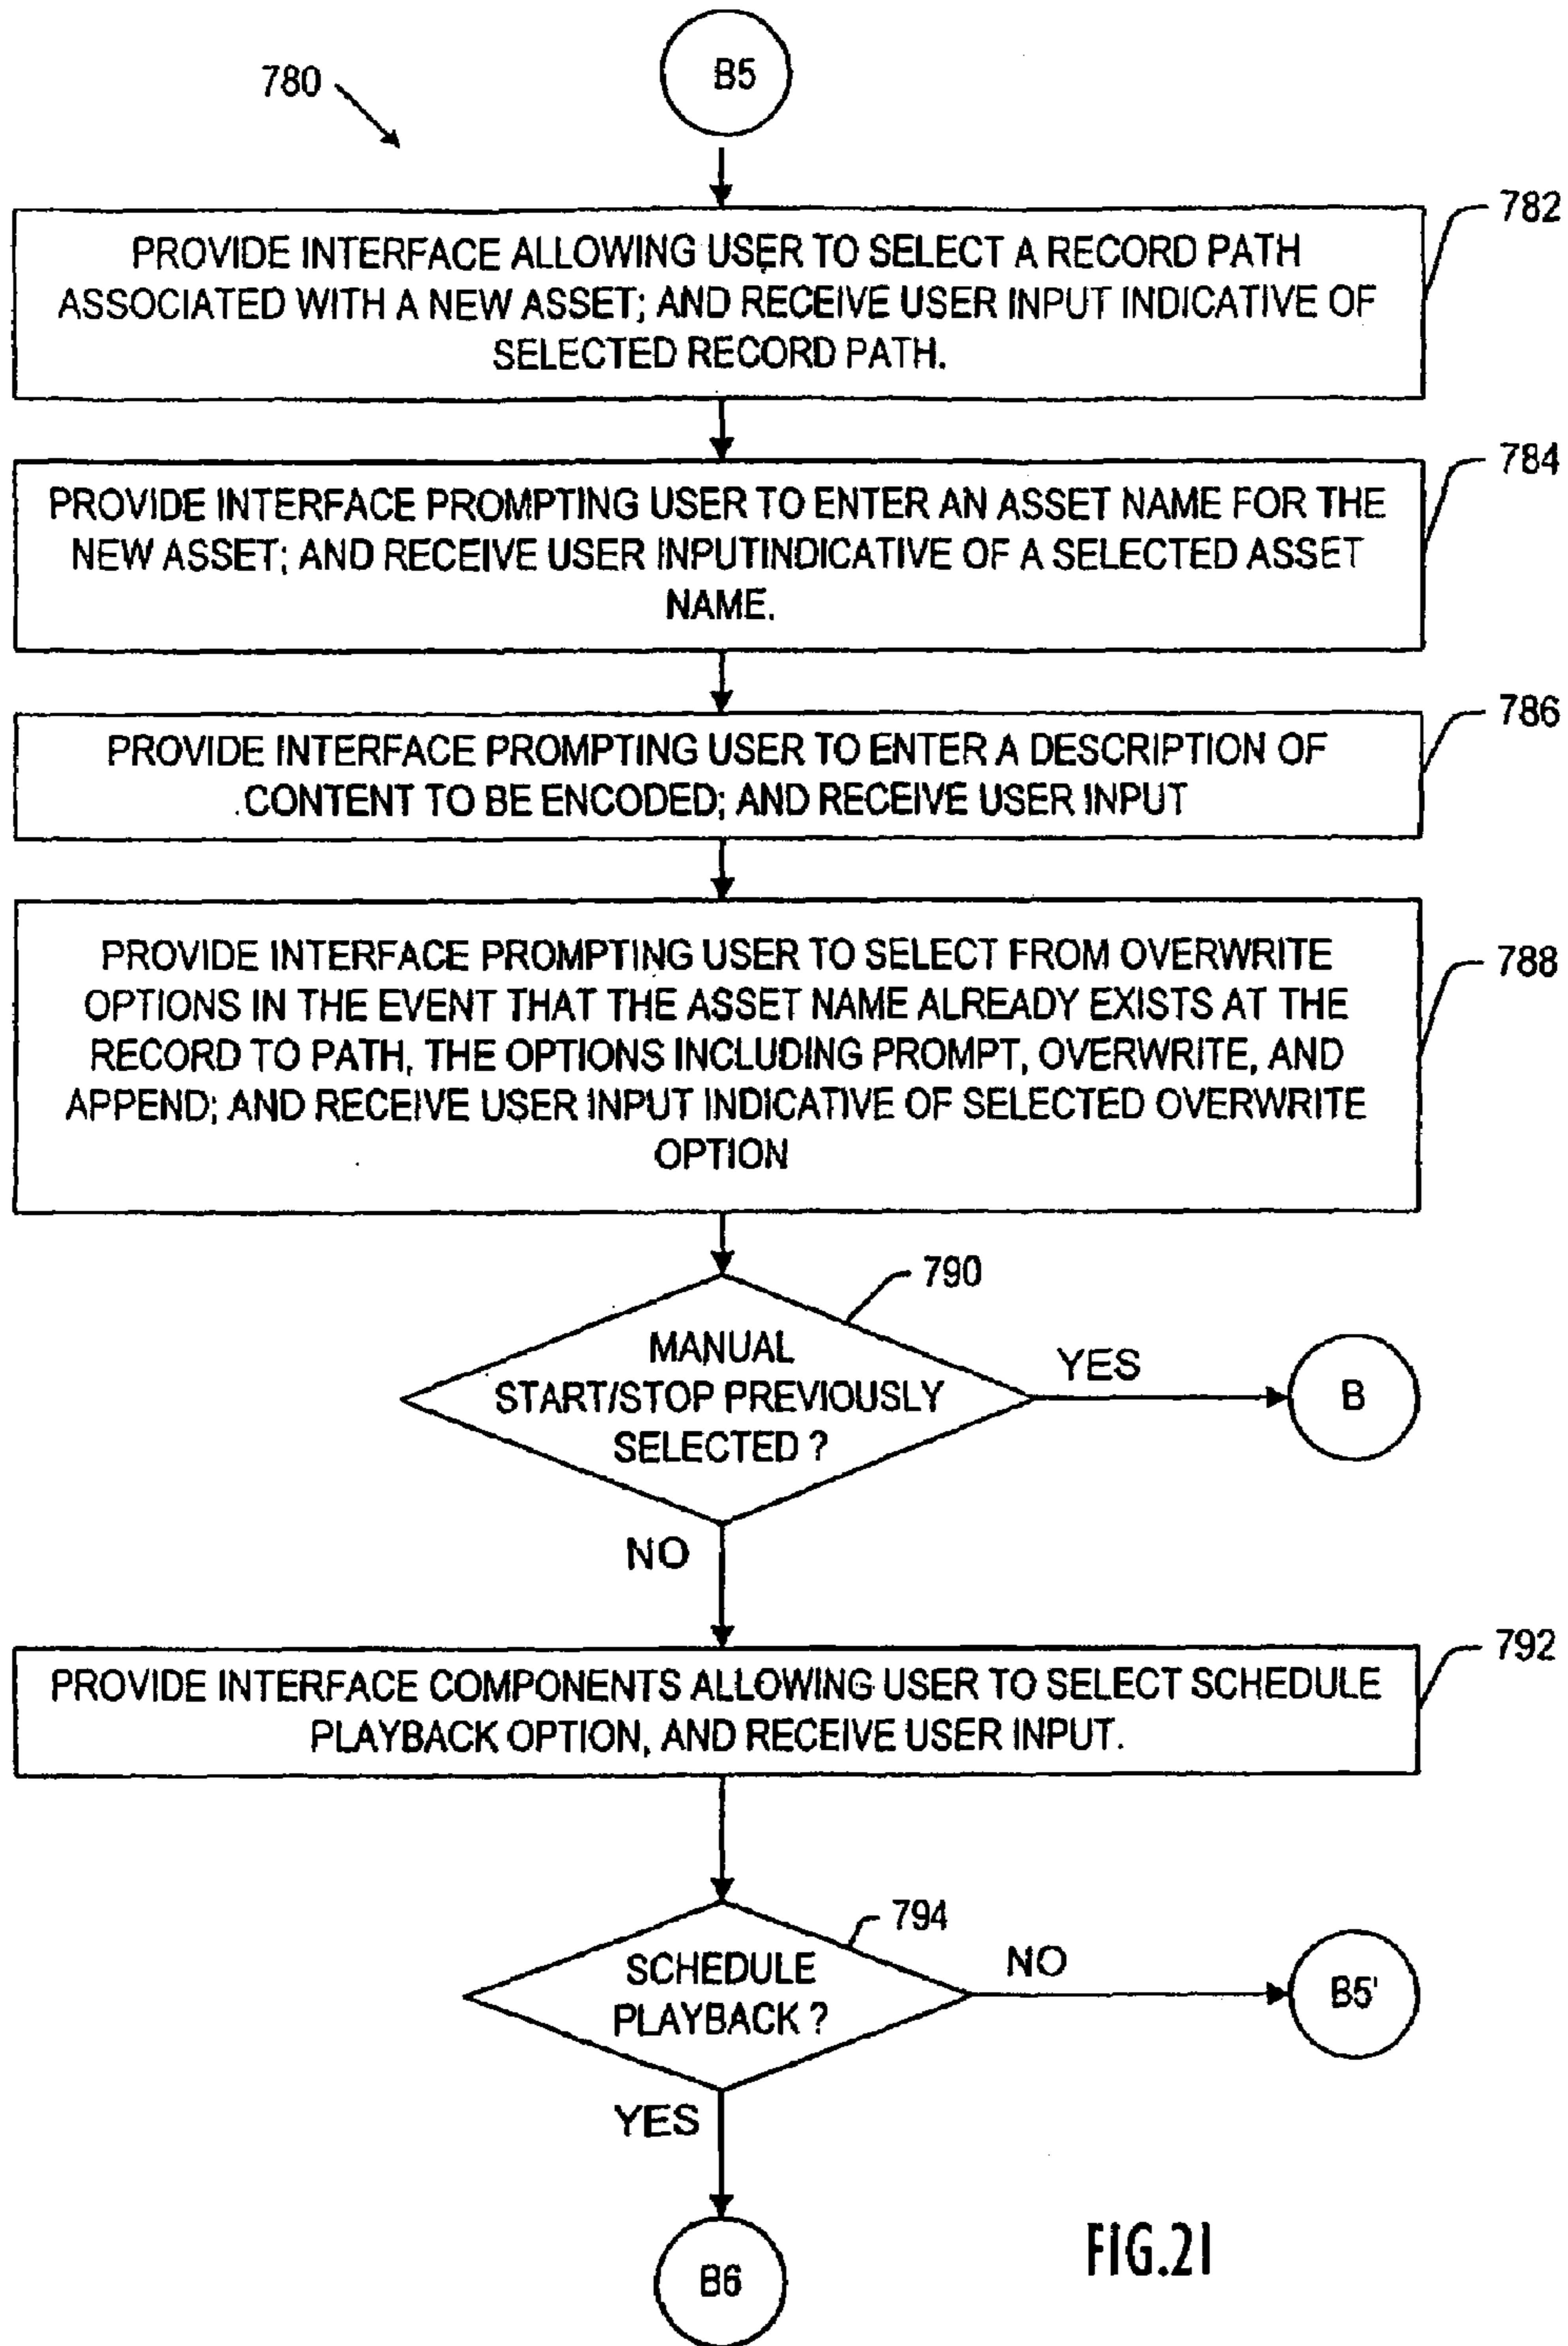 B5
780
782
PROVIDE INTERFACE ALLOWING USER TO SELECT A RECORD PATH
ASSOCIATED WITH A NEW ASSET; AND RECEIVE USER INPUT INDICATIVE OF
SELECTED RECORD PATH.
784
PROVIDE INTERFACE PROMPTING USER TO ENTER AN ASSET NAME FOR THE
NEW ASSET; AND RECEIVE USER INPUTINDICATIVE OF A SELECTED ASSET
NAME.
786
PROVIDE INTERFACE PROMPTING USER TO ENTER A DESCRIPTION OF
CONTENT TO BE ENCODED; AND RECEIVE USER INPUT
788
PROVIDE INTERFACE PROMPTING USER TO SELECT FROM OVERWRITE
OPTIONS IN THE EVENT THAT THE ASSET NAME ALREADY EXISTS AT THE
RECORD TO PATH, THE OPTIONS INCLUDING PROMPT, OVERWRITE, AND
APPEND; AND RECEIVE USER INPUT INDICATIVE OF SELECTED OVERWRITE
OPTION
790
MANUAL
START/STOP PREVIOUSLY
SELECTED ?
YES
B
NO
792
PROVIDE INTERFACE COMPONENTS ALLOWING USER TO SELECT SCHEDULE
PLAYBACK OPTION, AND RECEIVE USER INPUT.
794
SCHEDULE
PLAYBACK ?
NO
B5'
YES
B6
FIG.21